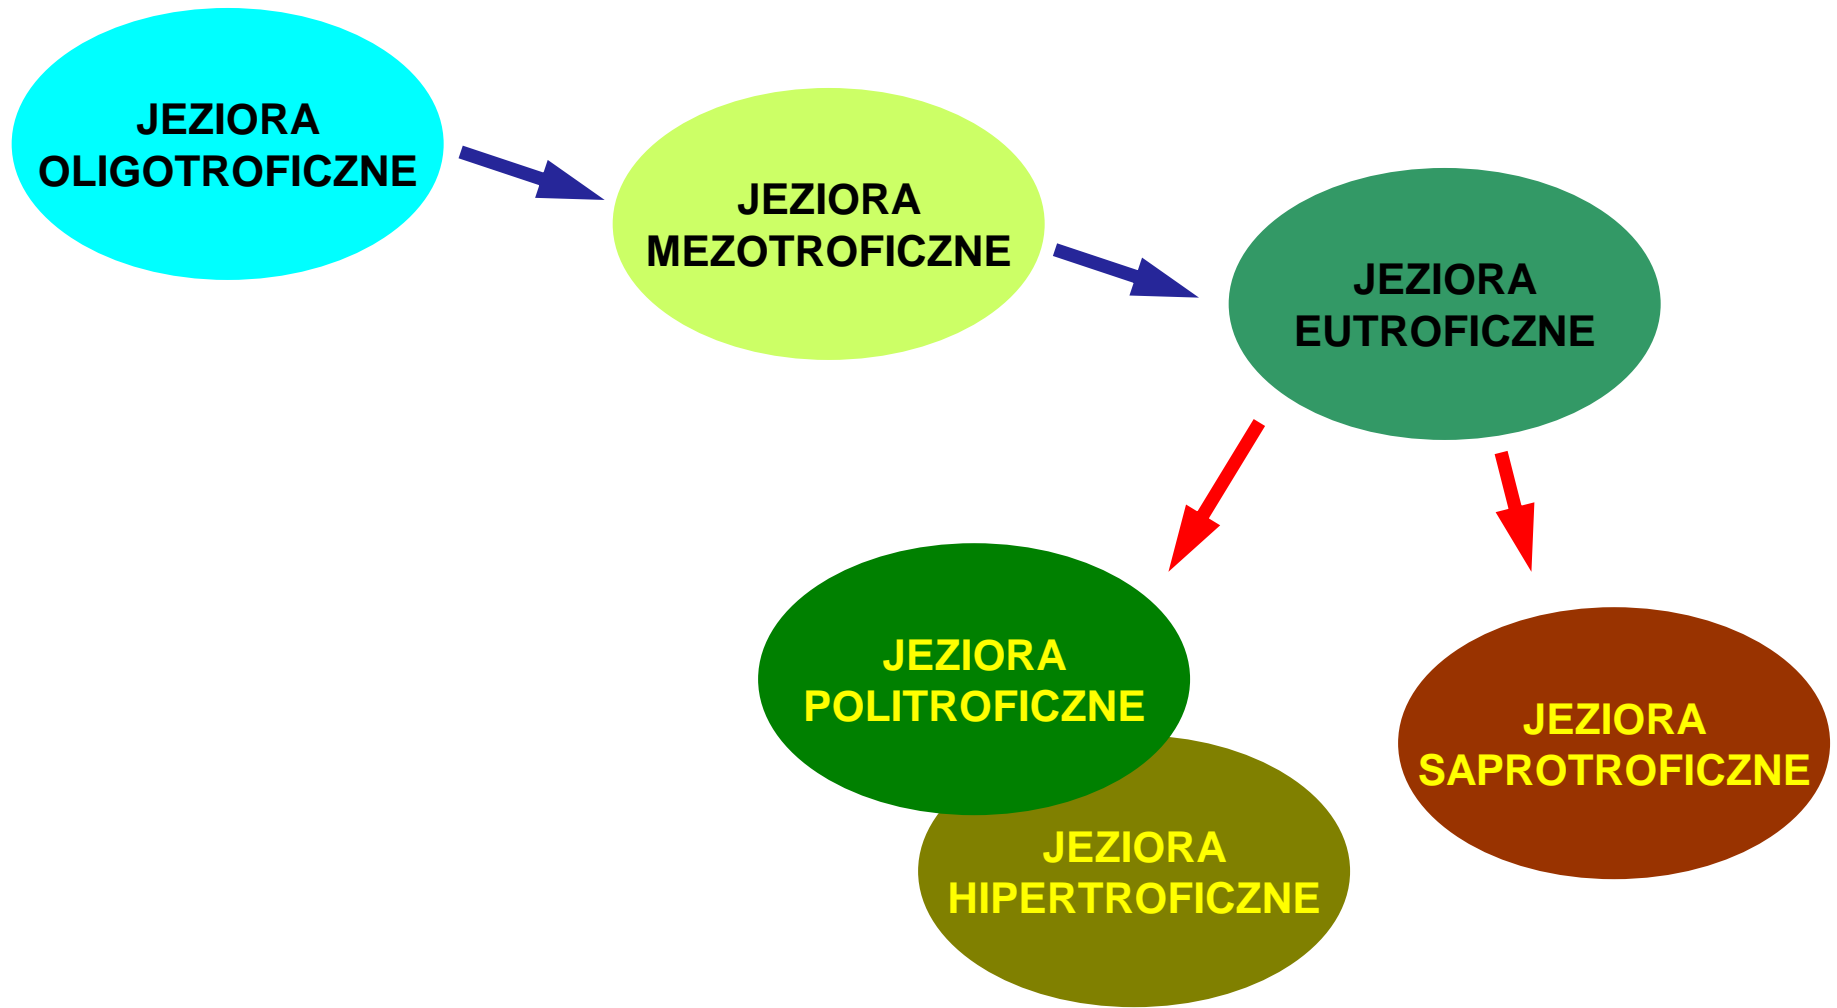 JEZIORA
OLIGOTROFICZNE
JEZIORA
MEZOTROFICZNE
JEZIORA
EUTROFICZNE
JEZIORA
POLITROFICZNE
JEZIORA
SAPROTROFICZNE
JEZIORA
HIPERTROFICZNE